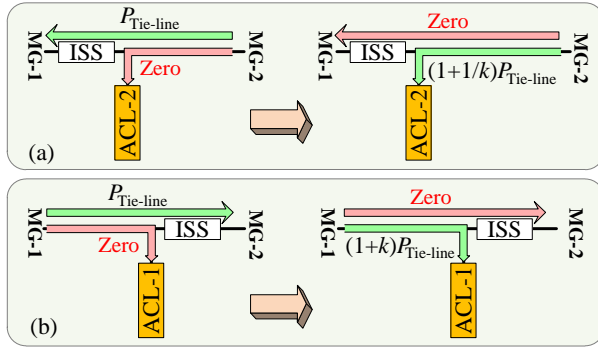 P_Tie-line
MG-1
ISS
Zero
MG-2
ACL-2
(a)
Zero
MG-1
ISS
(1+1/k)P_Tie-line
MG-2
ACL-2
P_Tie-line
MG-1
Zero
ISS
MG-2
ACL-1
(b)
Zero
MG-1
(1+k)P_Tie-line
ISS
MG-2
ACL-1